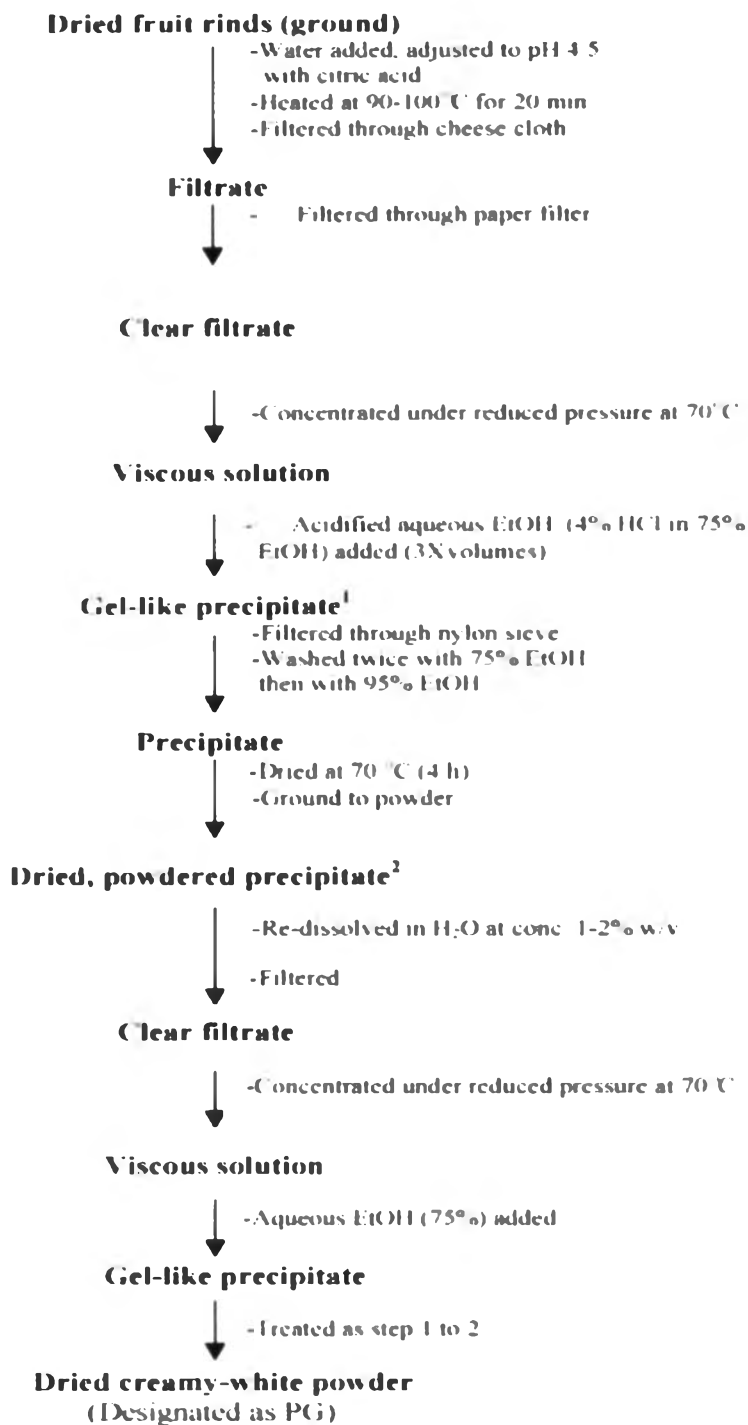 Dried fruit rinds (ground)
-Water added, adjusted to pH 4.5
with citric acid
-Heated at 90-100°C for 20 min
-Filtered through cheese cloth
Filtrate
- Filtered through paper filter
Clear filtrate
-Concentrated under reduced pressure at 70°C
Viscous solution
- Acidified aqueous EtOH (4% HCl in 75%
EtOH) added (3X volumes)
Gel-like precipitate¹
-Filtered through nylon sieve
-Washed twice with 75% EtOH
then with 95% EtOH
Precipitate
-Dried at 70 °C (4 h)
-Ground to powder
Dried, powdered precipitate²
-Re-dissolved in H₂O at conc 1-2% w/v
-Filtered
Clear filtrate
-Concentrated under reduced pressure at 70°C
Viscous solution
-Aqueous EtOH (75%) added
Gel-like precipitate
-Treated as step 1 to 2
Dried creamy-white powder
(Designated as PG)